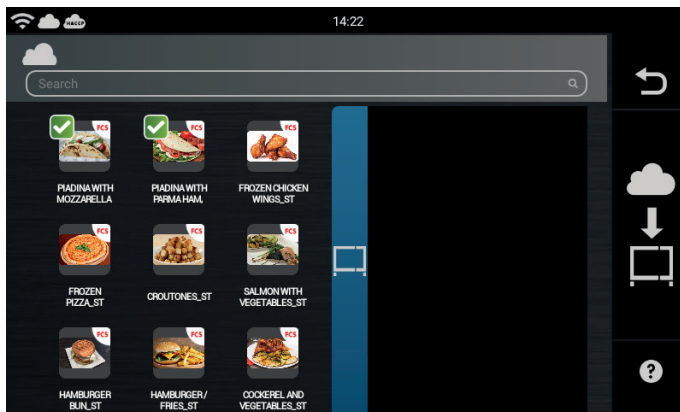 HACCP
14:22
Search
FCS
FCS
FCS
PIADINA WITH
MOZZARELLA
PIADINA WITH
PARMA HAM,
FROZEN CHICKEN
WINGS_ST
FCS
FCS
FCS
FROZEN
PIZZA_ST
CROUTONES_ST
SALMON WITH
VEGETABLES_ST
FCS
FCS
FCS
HAMBURGER
BUN_ST
HAMBURGER/
FRIES_ST
COCKEREL AND
VEGETABLES_ST
?